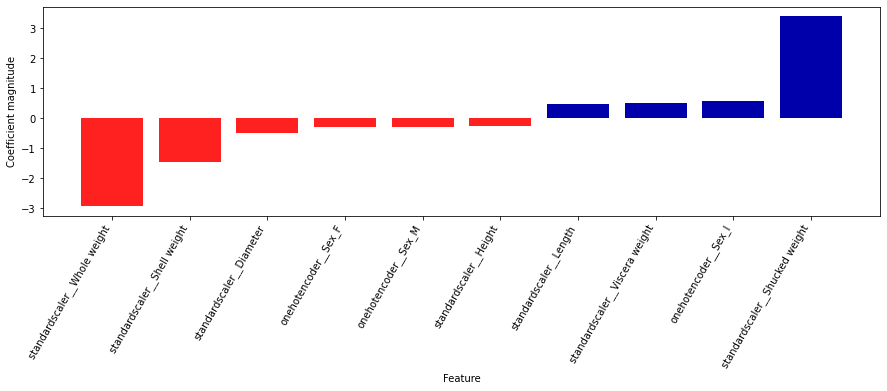 Coefficient magnitude
3
2
1
0
−1
−2
−3
standardscaler__Whole weight
standardscaler__Shell weight
standardscaler__Diameter
onehotencoder__Sex_F
onehotencoder__Sex_M
standardscaler__Height
standardscaler__Length
standardscaler__Viscera weight
onehotencoder__Sex_I
standardscaler__Shucked weight
Feature